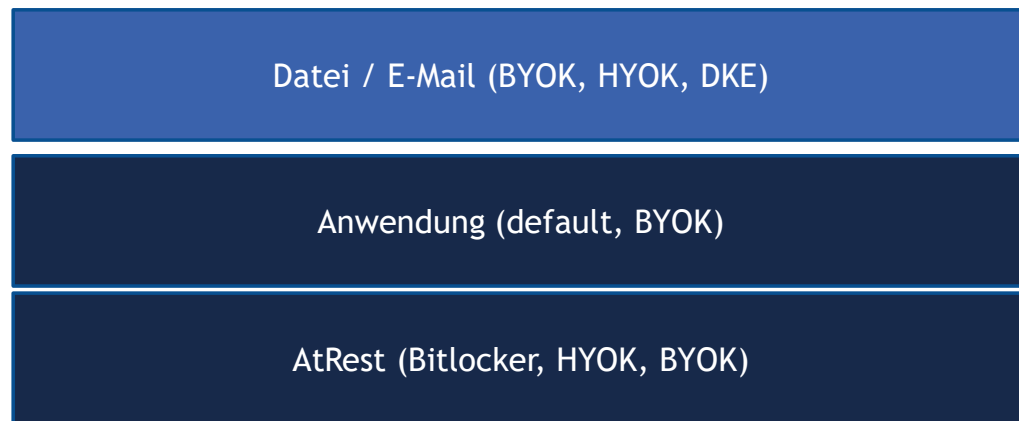 Datei / E-Mail (BYOK, HYOK, DKE)
Anwendung (default, BYOK)
AtRest (Bitlocker, HYOK, BYOK)